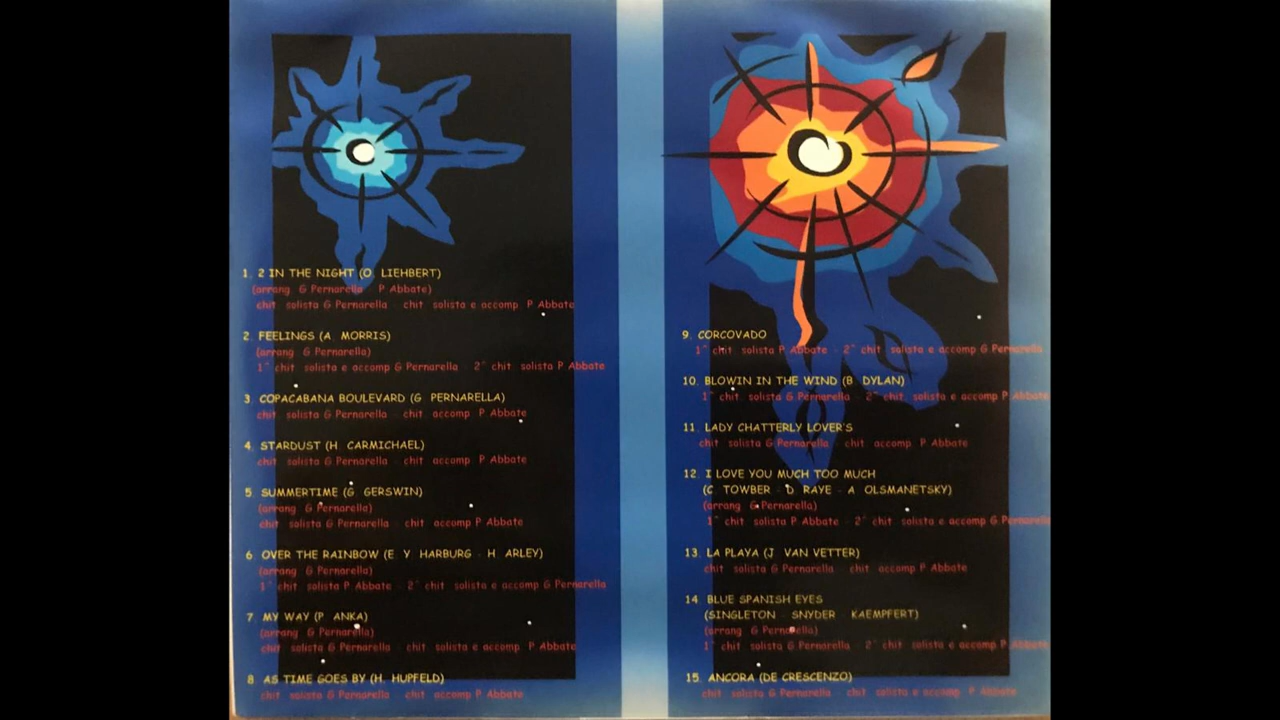 1. 2 IN THE NIGHT (O. LIEHBERT)
(arrang G Pernarella P Abbate)
chit solista G Pernarella chit solista e accomp P Abbate
2. FEELINGS (A MORRIS)
(arrang G Pernarella)
1^ chit solista e accomp G Pernarella - 2^ chit solista P Abbate
3. COPACABANA BOULEVARD (G PERNARELLA)
chit solista G Pernarella - chit accomp P Abbate
4. STARDUST (H CARMICHAEL)
chit solista G Pernarella - chit accomp P Abbate
5. SUMMERTIME (G GERSWIN)
(arrang G Pernarella)
chit solista G Pernarella - chit accomp P Abbate
6. OVER THE RAINBOW (E Y HARBURG - H ARLEY)
(arrang G Pernarella)
1^ chit solista P Abbate - 2^ chit solista e accomp G Pernarella
7. MY WAY (P ANKA)
(arrang G Pernarella)
chit solista G Pernarella - chit solista e accomp P Abbate
8. AS TIME GOES BY (H. HUPFELD)
chit solista G Pernarella - chit accomp P Abbate
9. CORCOVADO
1^ chit solista P Abbate - 2^ chit solista e accomp G Pernarella
10. BLOWIN IN THE WIND (B DYLAN)
1^ chit solista G Pernarella - 2^ chit solista e accomp P Abbate
11. LADY CHATTERLY LOVER'S
chit solista G Pernarella - chit accomp P Abbate
12. I LOVE YOU MUCH TOO MUCH
(C TOWBER - D RAYE - A OLSMANETSKY)
(arrang G Pernarella)
1^ chit solista P Abbate - 2^ chit solista e accomp G Pernarella
13. LA PLAYA (J VAN VETTER)
chit solista G Pernarella - chit accomp P Abbate
14. BLUE SPANISH EYES
(SINGLETON - SNYDER - KAEMPFERT)
(arrang G Pernarella)
1^ chit solista G Pernarella - 2^ chit solista e accomp P Abbate
15. ANCORA (DE CRESCENZO)
chit solista G Pernarella - chit solista e accomp. P Abbate